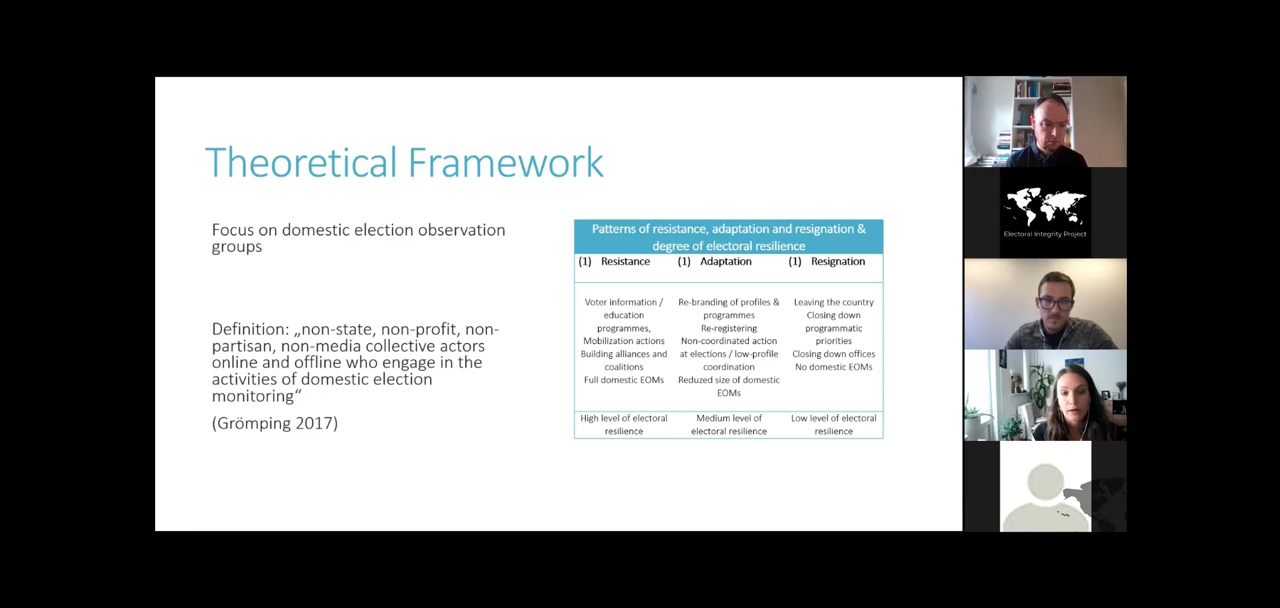 Theoretical Framework
Focus on domestic election observation
groups
Definition: „non-state, non-profit, non-
partisan, non-media collective actors
online and offline who engage in the
activities of domestic election
monitoring“
(Grömping 2017)
Patterns of resistance, adaptation and resignation &
degree of electoral resilience
(1) Resistance
(1) Adaptation
(1) Resignation
Voter information /
education
programmes,
Mobilization actions
Building alliances and
coalitions
Full domestic EOMs
Re-branding of profiles &
programmes
Re-registering
Non-coordinated action
at elections / low-profile
coordination
Reduzed size of domestic
EOMs
Leaving the country
Closing down
programmatic
priorities
Closing down offices
No domestic EOMs
High level of electoral
resilience
Medium level of
electoral resilience
Low level of electoral
resilience
Electoral Integrity Project